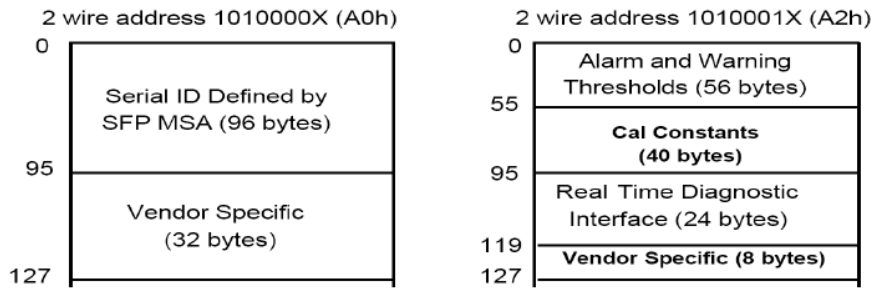 2 wire address 1010000X (A0h)
0
Serial ID Defined by
SFP MSA (96 bytes)
95
Vendor Specific
(32 bytes)
127
2 wire address 1010001X (A2h)
0
Alarm and Warning
Thresholds (56 bytes)
55
Cal Constants
(40 bytes)
95
Real Time Diagnostic
Interface (24 bytes)
119
Vendor Specific (8 bytes)
127